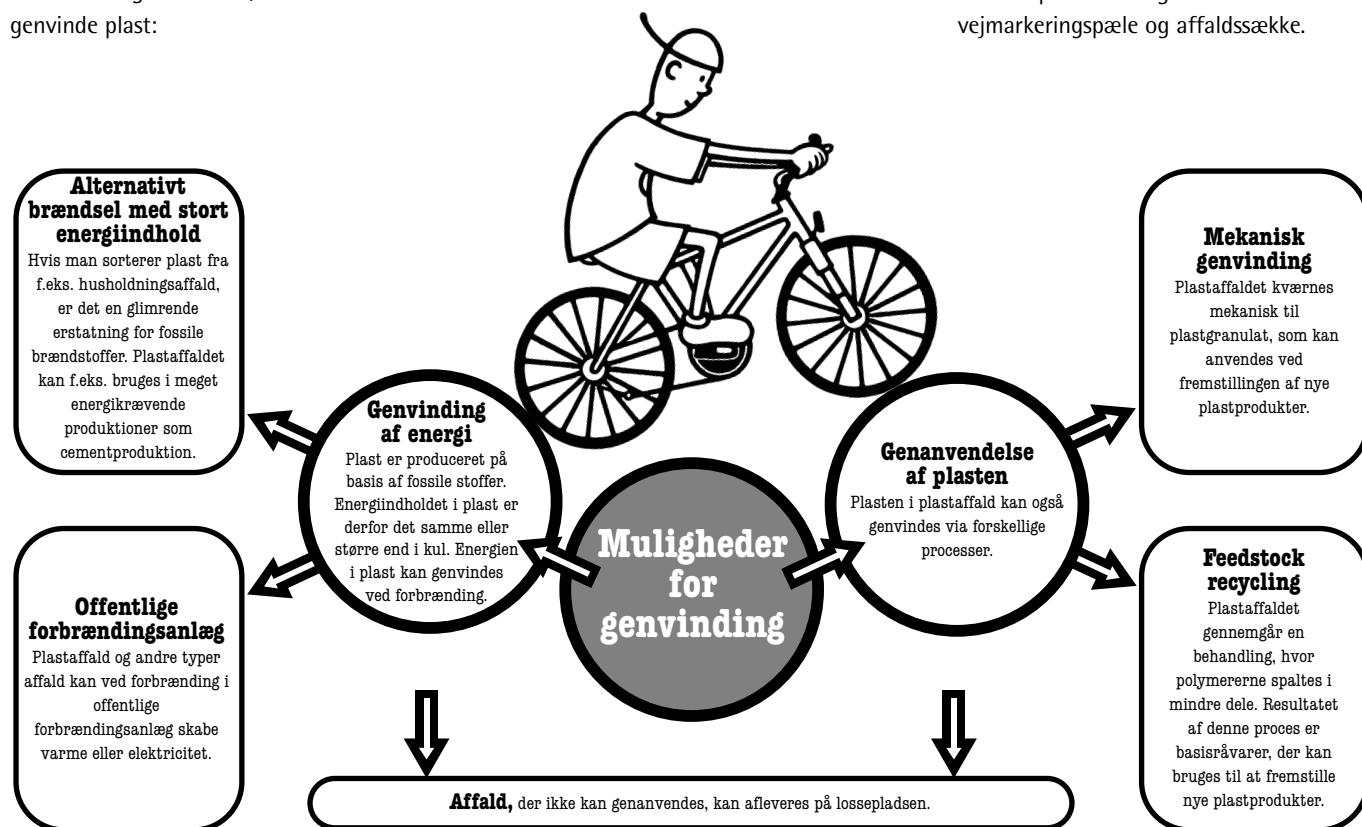 genvinde plast:
vejmarkeringspæle og affaldssække.
Alternativt
brændsel med stort
energiindhold
Hvis man sorterer plast fra
f.eks. husholdningsaffald,
er det en glimrende
erstatning for fossile
brændstoffer. Plastaffaldet
kan f.eks. bruges i meget
energikrævende
produktioner som
cementproduktion.
Offentlige
forbrændingsanlæg
Plastaffald og andre typer
affald kan ved forbrænding i
offentlige
forbrændingsanlæg skabe
varme eller elektricitet.
Genvinding
af energi
Plast er produceret på
basis af fossile stoffer.
Energiindholdet i plast er
derfor det samme eller
større end i kul. Energien
i plast kan genvindes
ved forbrænding.
Muligheder
for
genvinding
Genanvendelse
af plasten
Plasten i plastaffald kan også
genvindes via forskellige
processer.
Mekanisk
genvinding
Plastaffaldet kværnes
mekanisk til
plastgranulat, som kan
anvendes ved
fremstillingen af nye
plastprodukter.
Feedstock
recycling
Plastaffaldet
gennemgår en
behandling, hvor
polymererne spaltes i
mindre dele. Resultatet
af denne proces er
basisråvarer, der kan
bruges til at fremstille
nye plastprodukter.
Affald, der ikke kan genanvendes, kan afleveres på lossepladsen.